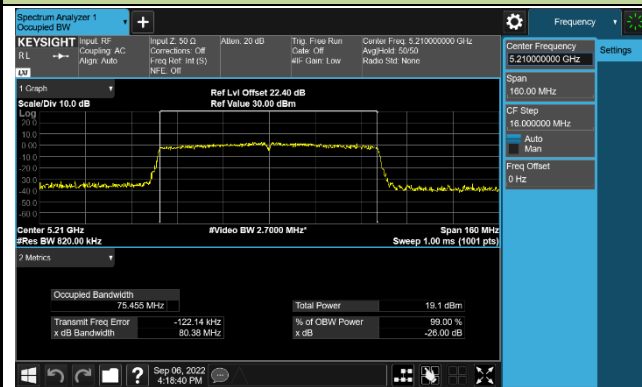 Spectrum Analyzer 1
Occupied BW
+
Frequency
KEYSIGHT
RL
LXI
Input: RF
Coupling: AC
Align: Auto
Input Z: 50 Ω
Corrections: Off
Freq Ref: Int (S)
NFE: Off
Atten: 20 dB
Trig: Free Run
Gate: Off
#IF Gain: Low
Center Freq: 5.210000000 GHz
Avg|Hold: 50/50
Radio Std: None
Center Frequency
5.210000000 GHz
Settings
Span
160.00 MHz
CF Step
16.000000 MHz
Auto
Man
Freq Offset
0 Hz
1 Graph
Scale/Div 10.0 dB
Ref Lvl Offset 22.40 dB
Ref Value 30.00 dBm
Log
20.0
10.0
0.00
-10.0
-20.0
-30.0
-40.0
-50.0
-60.0
Center 5.21 GHz
#Video BW 2.7000 MHz*
Span 160 MHz
#Res BW 820.00 kHz
Sweep 1.00 ms (1001 pts)
2 Metrics
Occupied Bandwidth
75.455 MHz
Total Power 19.1 dBm
Transmit Freq Error -122.14 kHz
% of OBW Power 99.00 %
x dB Bandwidth 80.38 MHz
x dB -26.00 dB
?
Sep 06, 2022
4:18:40 PM